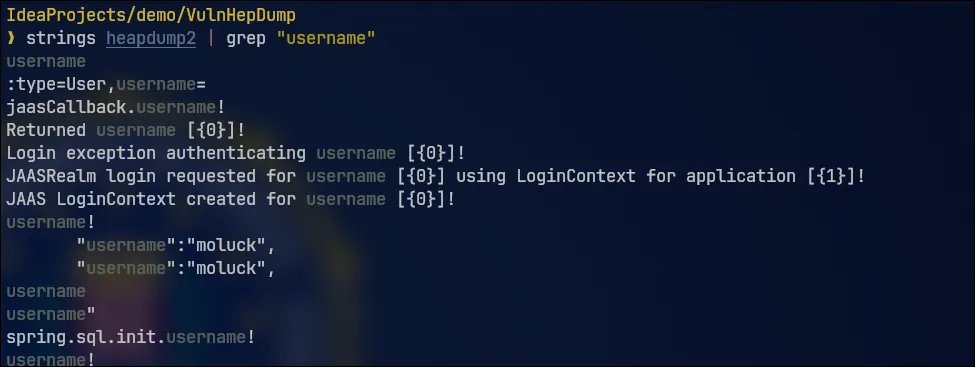 IdeaProjects/demo/VulnHepDump
❱ strings heapdump2 | grep "username"
username
:type=User,username=
jaasCallback.username!
Returned username [{0}]!
Login exception authenticating username [{0}]!
JAASRealm login requested for username [{0}] using LoginContext for application [{1}]!
JAAS LoginContext created for username [{0}]!
username!
"username":"moluck",
"username":"moluck",
username
username"
spring.sql.init.username!
username!